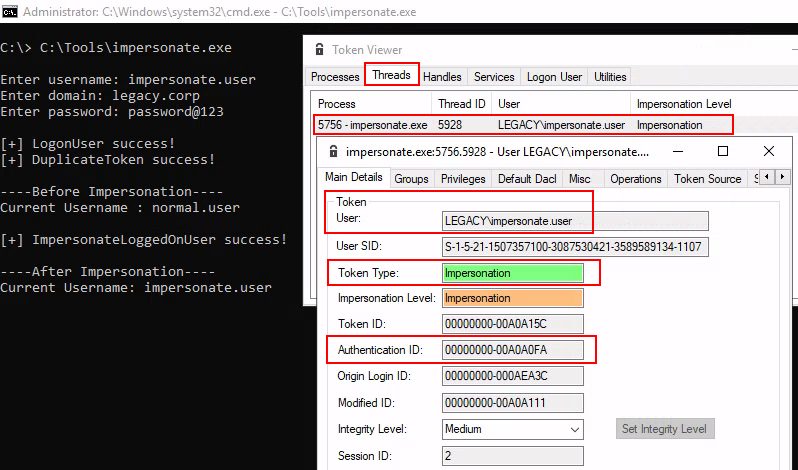 Administrator: C:\Windows\system32\cmd.exe - C:\Tools\impersonate.exe
C:\> C:\Tools\impersonate.exe
Enter username: impersonate.user
Enter domain: legacy.corp
Enter password: password@123
[+] LogonUser success!
[+] DuplicateToken success!
----Before Impersonation----
Current Username : normal.user
[+] ImpersonateLoggedOnUser success!
----After Impersonation----
Current Username: impersonate.user
Token Viewer
Processes Threads Handles Services Logon User Utilities
Process Thread ID User Impersonation Level
5756 - impersonate.exe 5928 LEGACY\impersonate.user Impersonation
impersonate.exe:5756.5928 - User LEGACY\impersonate....
Main Details Groups Privileges Default Dacl Misc Operations Token Source
Token
User: LEGACY\impersonate.user
User SID: S-1-5-21-1507357100-3087530421-3589589134-1107
Token Type: Impersonation
Impersonation Level: Impersonation
Token ID: 00000000-00A0A15C
Authentication ID: 00000000-00A0A0FA
Origin Login ID: 00000000-000AEA3C
Modified ID: 00000000-00A0A111
Integrity Level: Medium Set Integrity Level
Session ID: 2